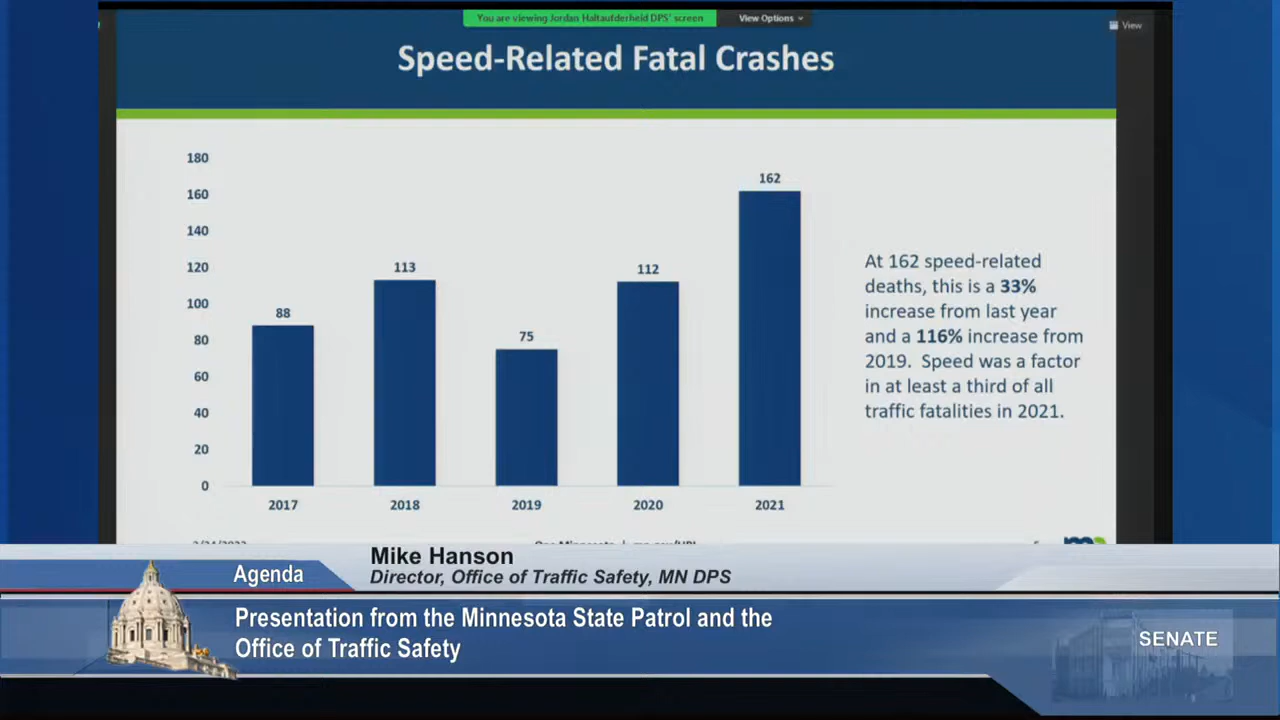 You are viewing Jordan Haltaufderheid DPS' screen
View Options
View
Speed-Related Fatal Crashes
180
160
140
120
100
80
60
40
20
0
88
113
75
112
162
2017
2018
2019
2020
2021
At 162 speed-related
deaths, this is a 33%
increase from last year
and a 116% increase from
2019. Speed was a factor
in at least a third of all
traffic fatalities in 2021.
Mike Hanson
Director, Office of Traffic Safety, MN DPS
Agenda
Presentation from the Minnesota State Patrol and the
Office of Traffic Safety
SENATE